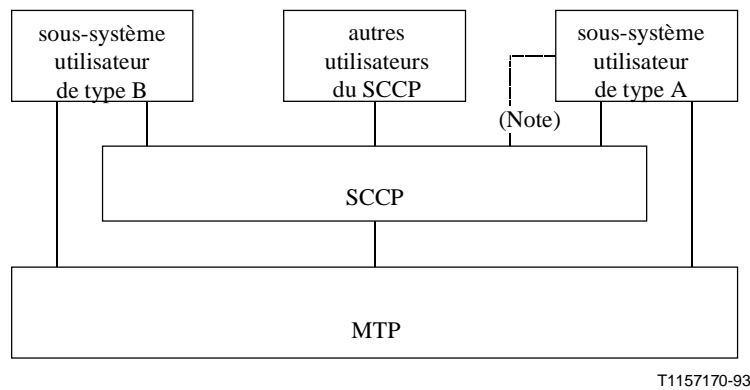 sous-système
utilisateur
de type B
autres
utilisateurs
du SCCP
sous-système
utilisateur
de type A
(Note)
SCCP
MTP
T1157170-93